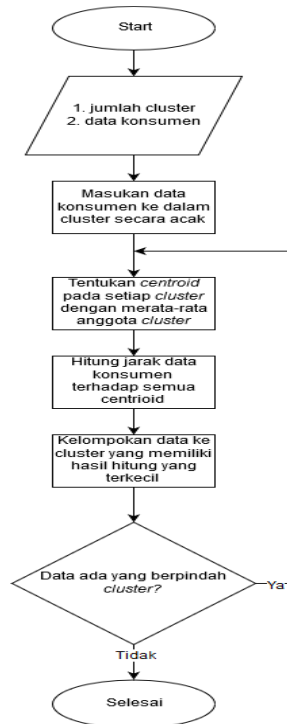 Start
1. jumlah cluster
2. data konsumen
Masukan data
konsumen ke dalam
cluster secara acak
Tentukan centroid
pada setiap cluster
dengan merata-rata
anggota cluster
Hitung jarak data
konsumen
terhadap semua
centrioid
Kelompokan data ke
cluster yang memiliki
hasil hitung yang
terkecil
Data ada yang berpindah
cluster?
Ya
Tidak
Selesai